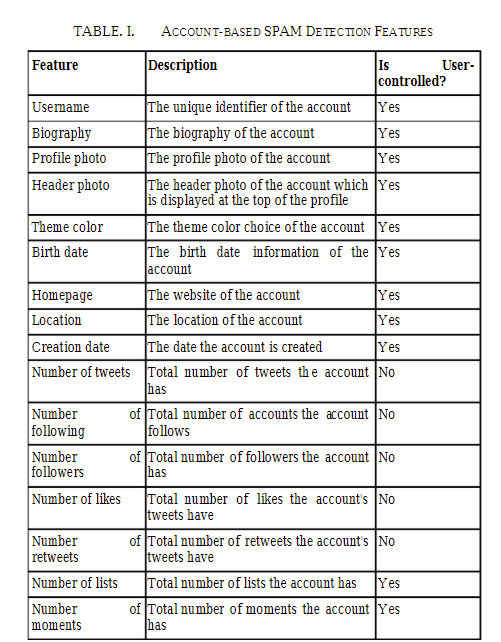 TABLE. I. ACCOUNT-BASED SPAM DETECTION FEATURES
Feature Description Is User-
controlled?
Username The unique identifier of the account Yes
Biography The biography of the account Yes
Profile photo The profile photo of the account Yes
Header photo The header photo of the account which Yes
is displayed at the top of the profile
Theme color The theme color choice of the account Yes
Birth date The birth date information of the Yes
account
Homepage The website of the account Yes
Location The location of the account Yes
Creation date The date the account is created Yes
Number of tweets Total number of tweets the account No
has
Number of Total number of accounts the account No
following follows
Number of Total number of followers the account No
followers has
Number of likes Total number of likes the account's No
tweets have
Number of Total number of retweets the account's No
retweets tweets have
Number of lists Total number of lists the account has Yes
Number of Total number of moments the account Yes
moments has